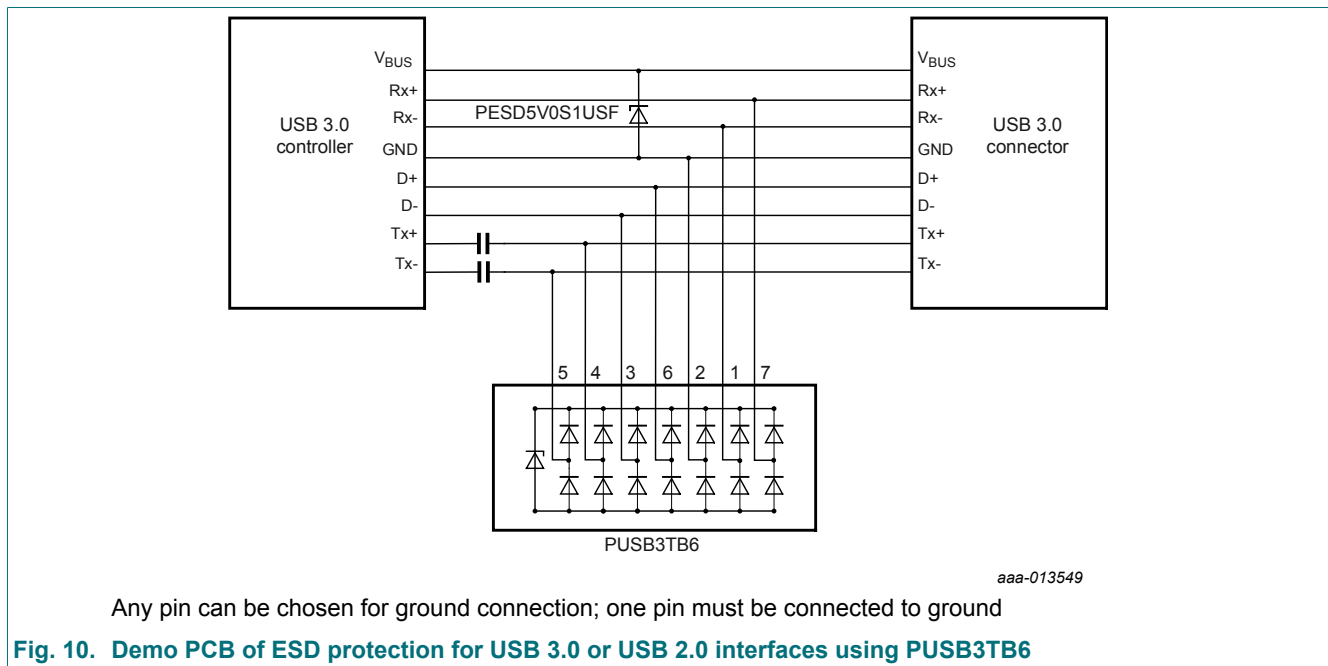 VBUS
Rx+
Rx-
GND
D+
D-
Tx+
Tx-
USB 3.0
controller
PESD5V0S1USF
VBUS
Rx+
Rx-
GND
D+
D-
Tx+
Tx-
USB 3.0
connector
5 4 3 6 2 1 7
PUSB3TB6
aaa-013549
Any pin can be chosen for ground connection; one pin must be connected to ground
Fig. 10. Demo PCB of ESD protection for USB 3.0 or USB 2.0 interfaces using PUSB3TB6